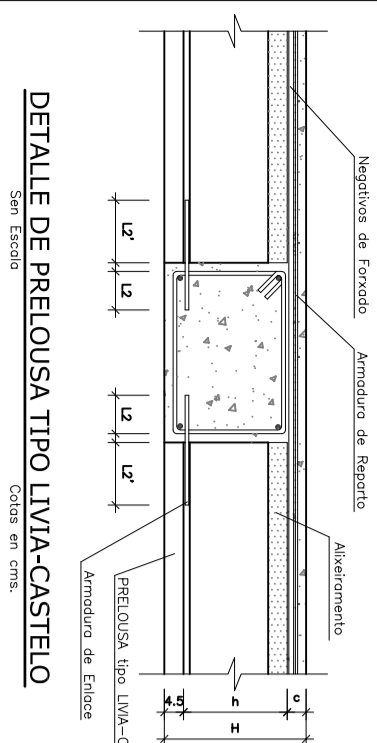 Negativos de Forxado
Armadura de Reparto
Alixeiramento
c
h
4.5
H
L2'
L2
L2
L2'
PRELOUSA tipo LIVIA-C
Armadura de Enlace
DETALLE DE PRELOUSA TIPO LIVIA-CASTELO
Sen Escala
Cotas en cms.